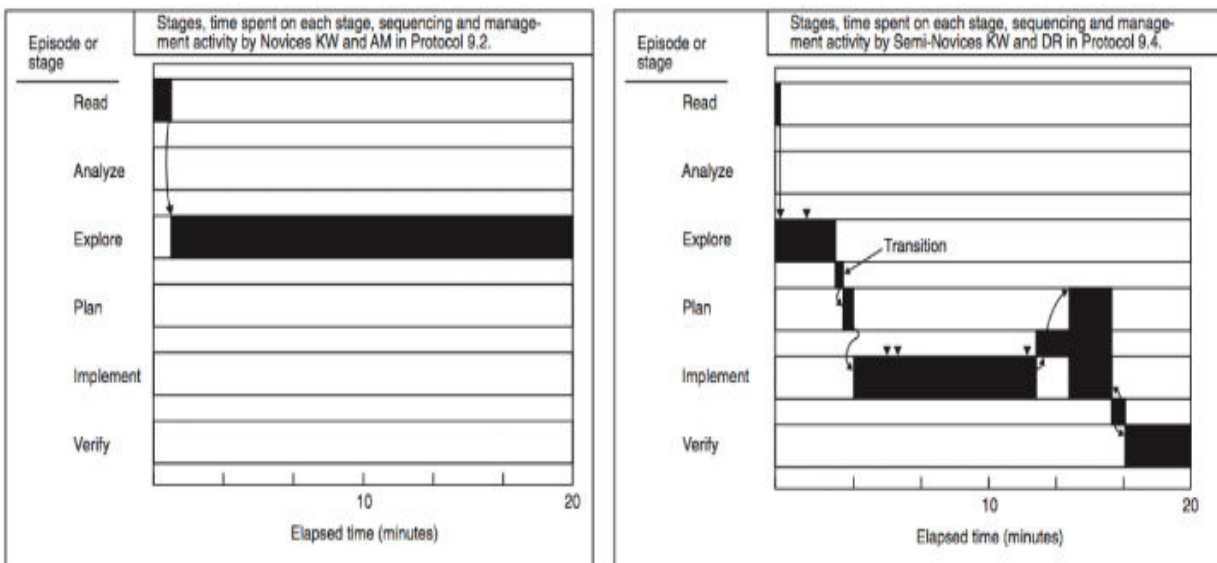 Stages, time spent on each stage, sequencing and manage-
ment activity by Novices KW and AM in Protocol 9.2.
Episode or
stage
Read
Analyze
Explore
Plan
Implement
Verify
10
20
Elapsed time (minutes)
Stages, time spent on each stage, sequencing and manage-
ment activity by Semi-Novices KW and DR in Protocol 9.4.
Episode or
stage
Read
Analyze
Explore
Transition
Plan
Implement
Verify
10
20
Elapsed time (minutes)